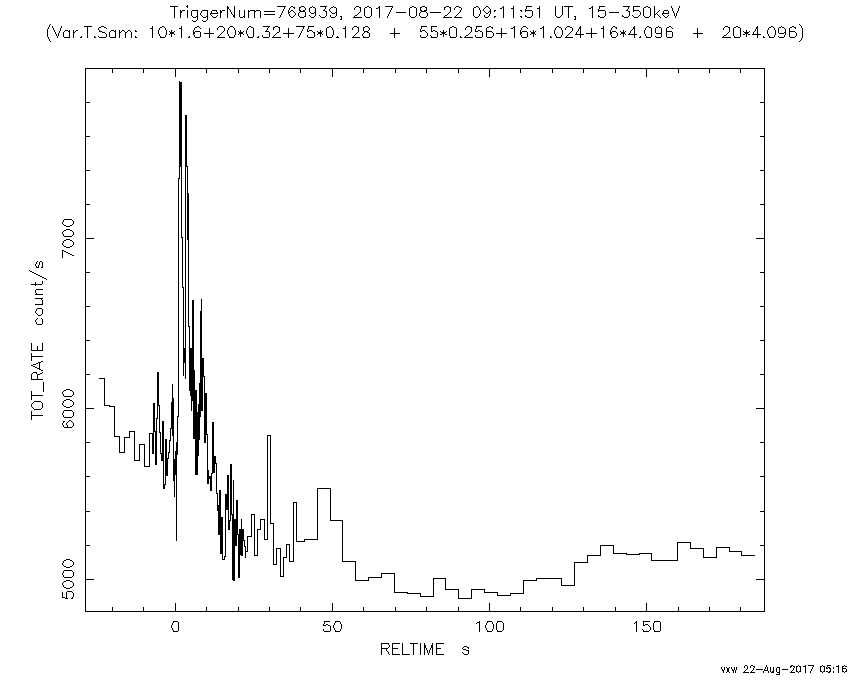 TriggerNum=768939, 2017-08-22 09:11:51 UT, 15-350keV
(Var.T.Sam: 10*1.6+20*0.32+75*0.128 + 55*0.256+16*1.024+16*4.096 + 20*4.096)
TOT_RATE count/s
7000
6000
5000
0 50 100 150
RELTIME s
vxw 22-Aug-2017 05:16